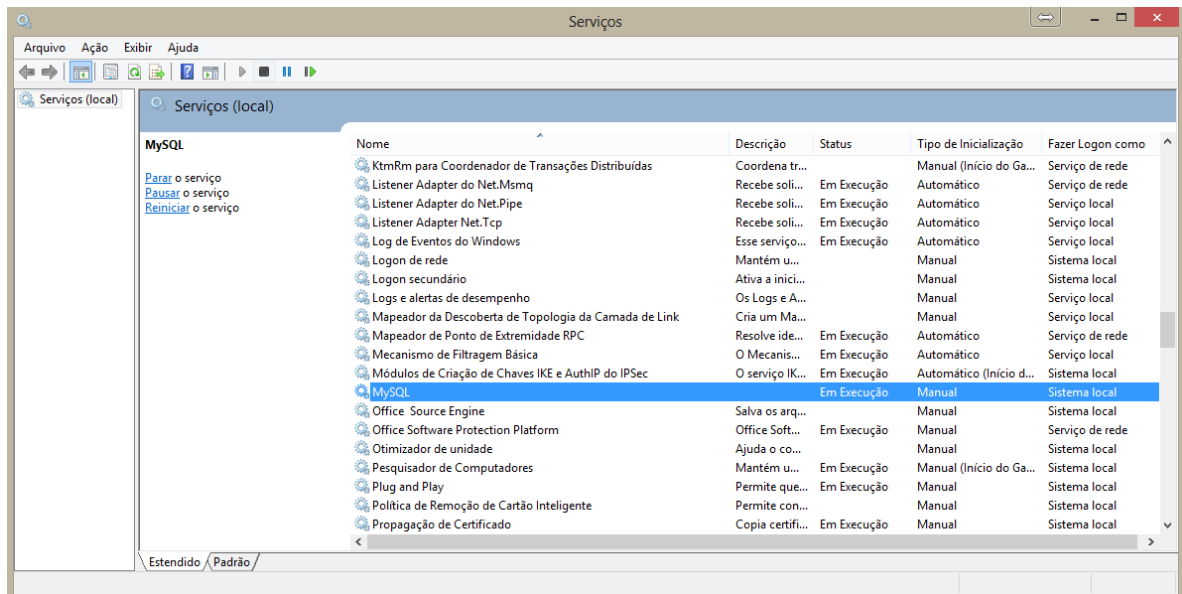 Serviços
Arquivo Ação Exibir Ajuda
Serviços (local)
Serviços (local)
MySQL
Parar o serviço
Pausar o serviço
Reiniciar o serviço
Nome Descrição Status Tipo de Inicialização Fazer Logon como
KtmRm para Coordenador de Transações Distribuídas Coordena tr... Manual (Início do Ga... Serviço de rede
Listener Adapter do Net.Msmq Recebe soli... Em Execução Automático Serviço de rede
Listener Adapter do Net.Pipe Recebe soli... Em Execução Automático Serviço local
Listener Adapter Net.Tcp Recebe soli... Em Execução Automático Serviço local
Log de Eventos do Windows Esse serviço... Em Execução Automático Serviço local
Logon de rede Mantém u... Manual Sistema local
Logon secundário Ativa a inici... Manual Sistema local
Logs e alertas de desempenho Os Logs e A... Manual Serviço local
Mapeador da Descoberta de Topologia da Camada de Link Cria um Ma... Manual Serviço local
Mapeador de Ponto de Extremidade RPC Resolve ide... Em Execução Automático Serviço de rede
Mecanismo de Filtragem Básica O Mecanis... Em Execução Automático Serviço local
Módulos de Criação de Chaves IKE e AuthIP do IPSec O serviço IK... Em Execução Automático (Início d... Sistema local
MySQL Em Execução Manual Sistema local
Office Source Engine Salva os arq... Manual Sistema local
Office Software Protection Platform Office Soft... Em Execução Manual Serviço de rede
Otimizador de unidade Ajuda o co... Manual Sistema local
Pesquisador de Computadores Mantém u... Em Execução Manual (Início do Ga... Sistema local
Plug and Play Permite que... Em Execução Manual Sistema local
Política de Remoção de Cartão Inteligente Permite con... Manual Sistema local
Propagação de Certificado Copia certifi... Em Execução Manual Sistema local
Estendido Padrão